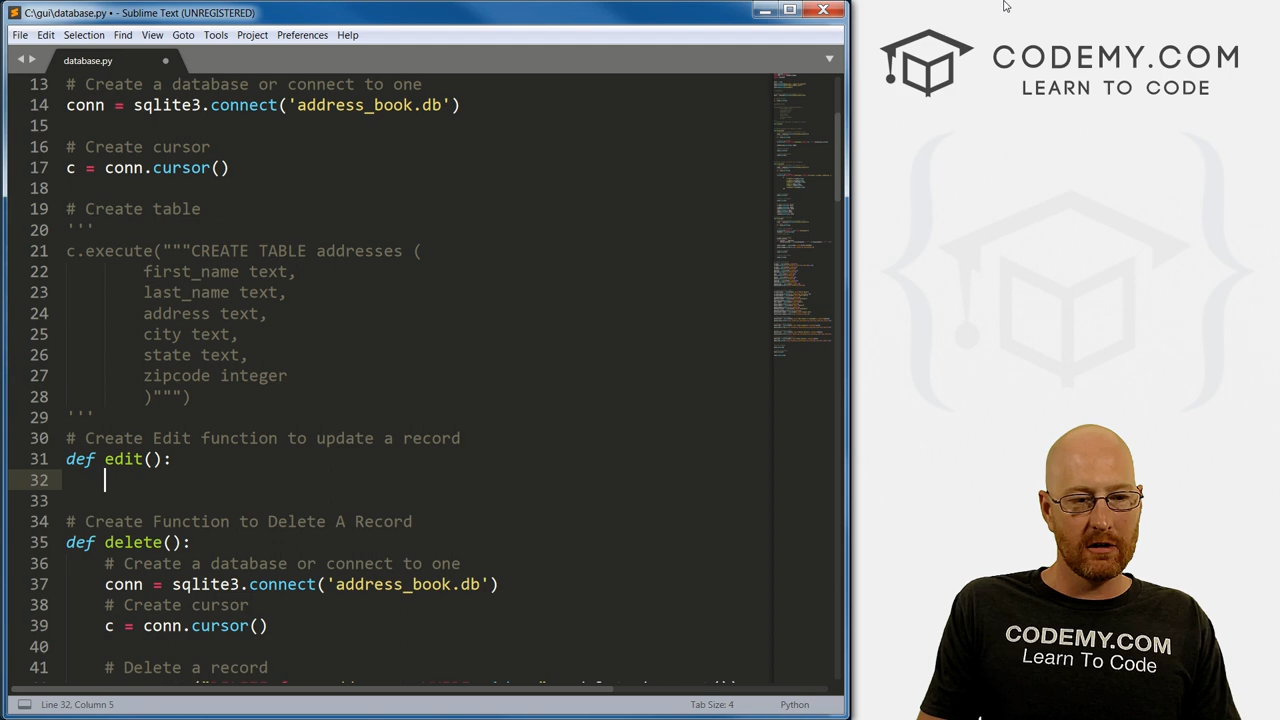 C:\gui\database.py • - Sublime Text (UNREGISTERED)
File Edit Selection Find View Goto Tools Project Preferences Help
database.py
13 # Create a database or connect to one
14 conn = sqlite3.connect('address_book.db')
15
16 # Create cursor
17 c = conn.cursor()
18
19 # Create table
20 '''
21 c.execute("""CREATE TABLE addresses (
22 first_name text,
23 last_name text,
24 address text,
25 city text,
26 state text,
27 zipcode integer
28 )""")
29 '''
30 # Create Edit function to update a record
31 def edit():
32
33
34 # Create Function to Delete A Record
35 def delete():
36 # Create a database or connect to one
37 conn = sqlite3.connect('address_book.db')
38 # Create cursor
39 c = conn.cursor()
40
41 # Delete a record
Line 32, Column 5
Tab Size: 4
Python
CODEMY.COM
LEARN TO CODE
CODEMY.COM
Learn To Code